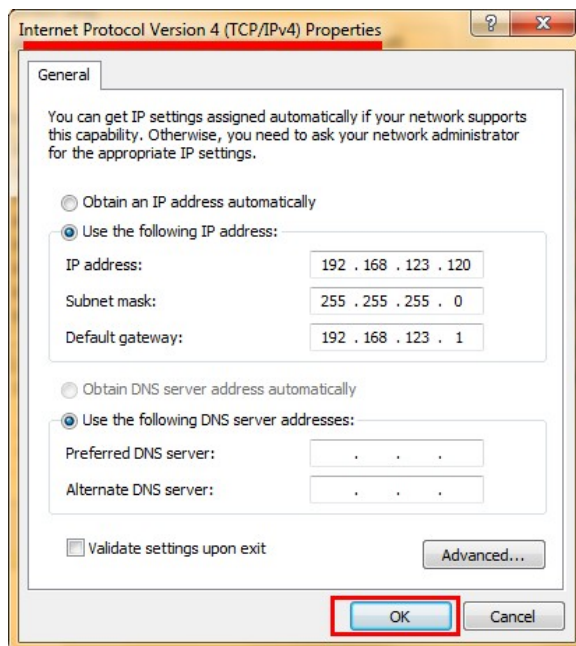 Internet Protocol Version 4 (TCP/IPv4) Properties
General
You can get IP settings assigned automatically if your network supports
this capability. Otherwise, you need to ask your network administrator
for the appropriate IP settings.
Obtain an IP address automatically
Use the following IP address:
IP address: 192 . 168 . 123 . 120
Subnet mask: 255 . 255 . 255 . 0
Default gateway: 192 . 168 . 123 . 1
Obtain DNS server address automatically
Use the following DNS server addresses:
Preferred DNS server: . . .
Alternate DNS server: . . .
Validate settings upon exit
Advanced...
OK Cancel